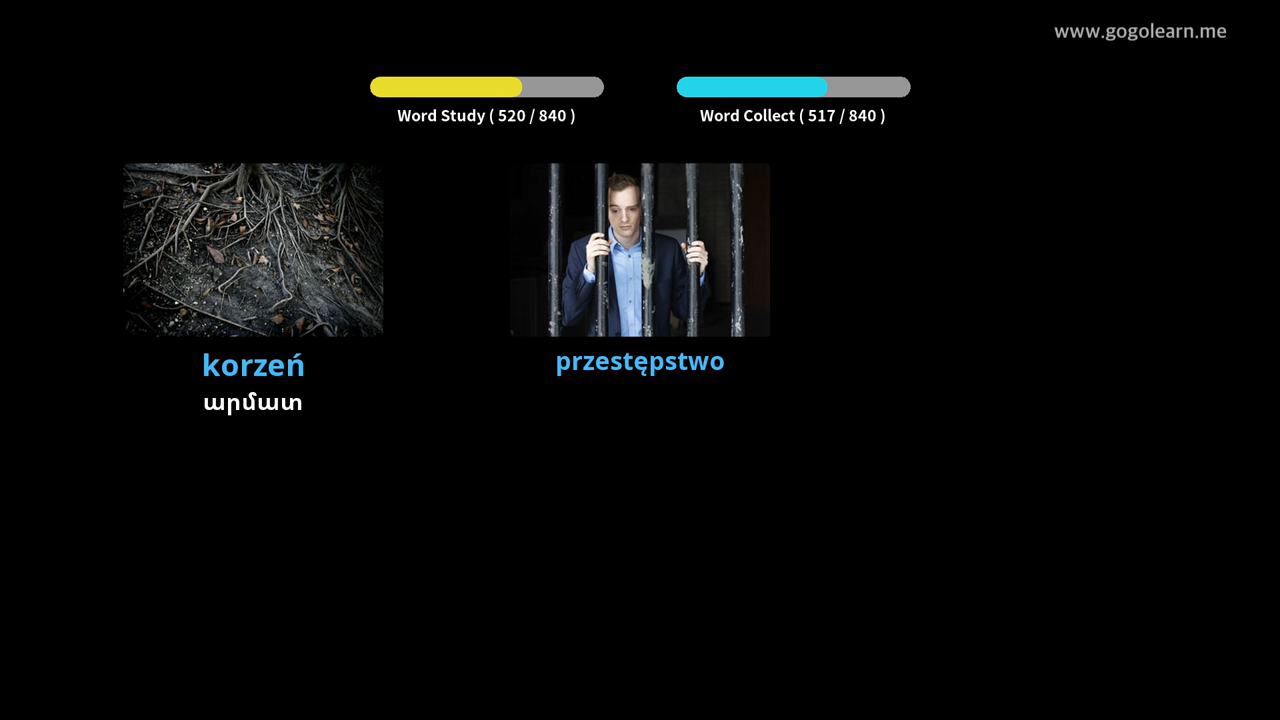 www.gogolearn.me
Word Study ( 520 / 840 )
Word Collect ( 517 / 840 )
korzeń
արմատ
przestępstwo